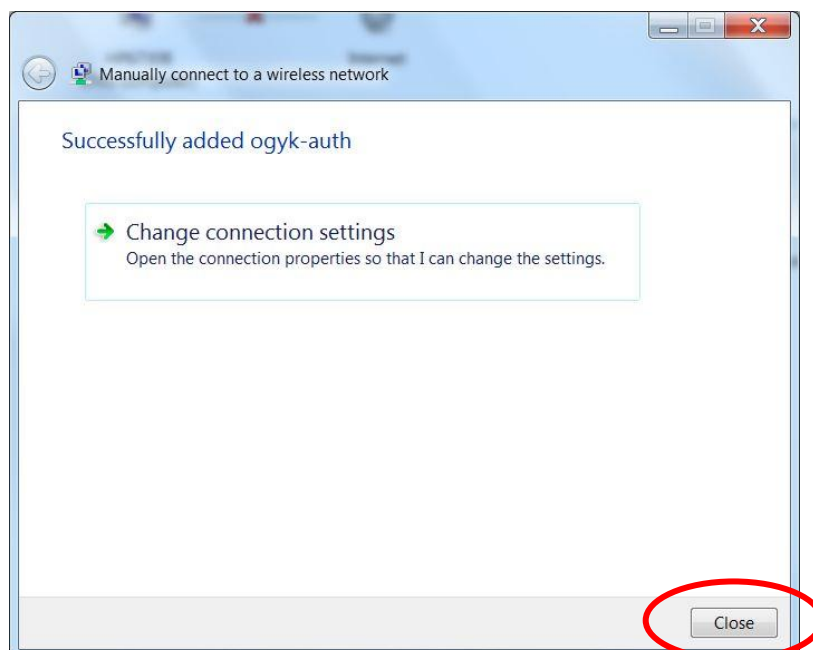 Manually connect to a wireless network
Successfully added ogyk-auth
Change connection settings
Open the connection properties so that I can change the settings.
Close